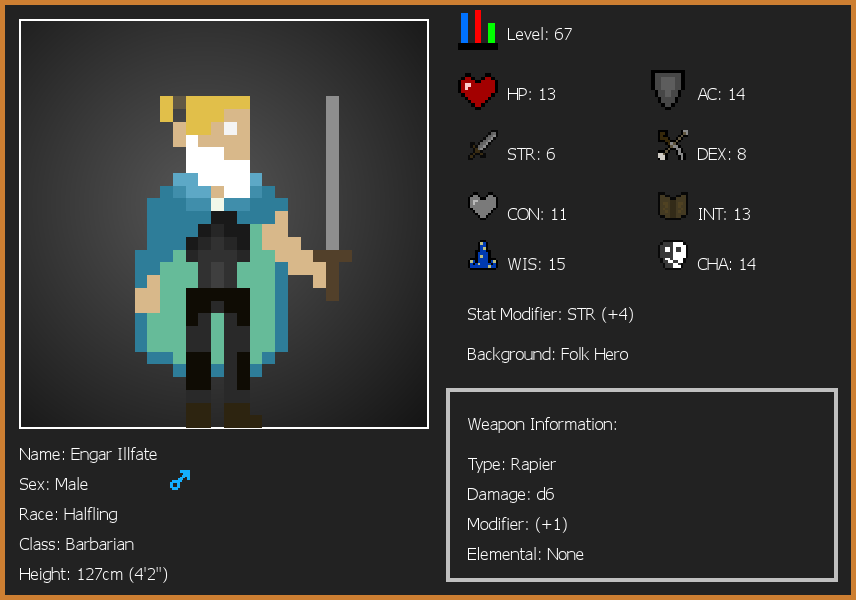 Level: 67
HP: 13
AC: 14
STR: 6
DEX: 8
CON: 11
INT: 13
WIS: 15
CHA: 14
Stat Modifier: STR (+4)
Background: Folk Hero
Weapon Information:
Type: Rapier
Damage: d6
Modifier: (+1)
Elemental: None
Name: Engar Illfate
Sex: Male
Race: Halfling
Class: Barbarian
Height: 127cm (4'2")